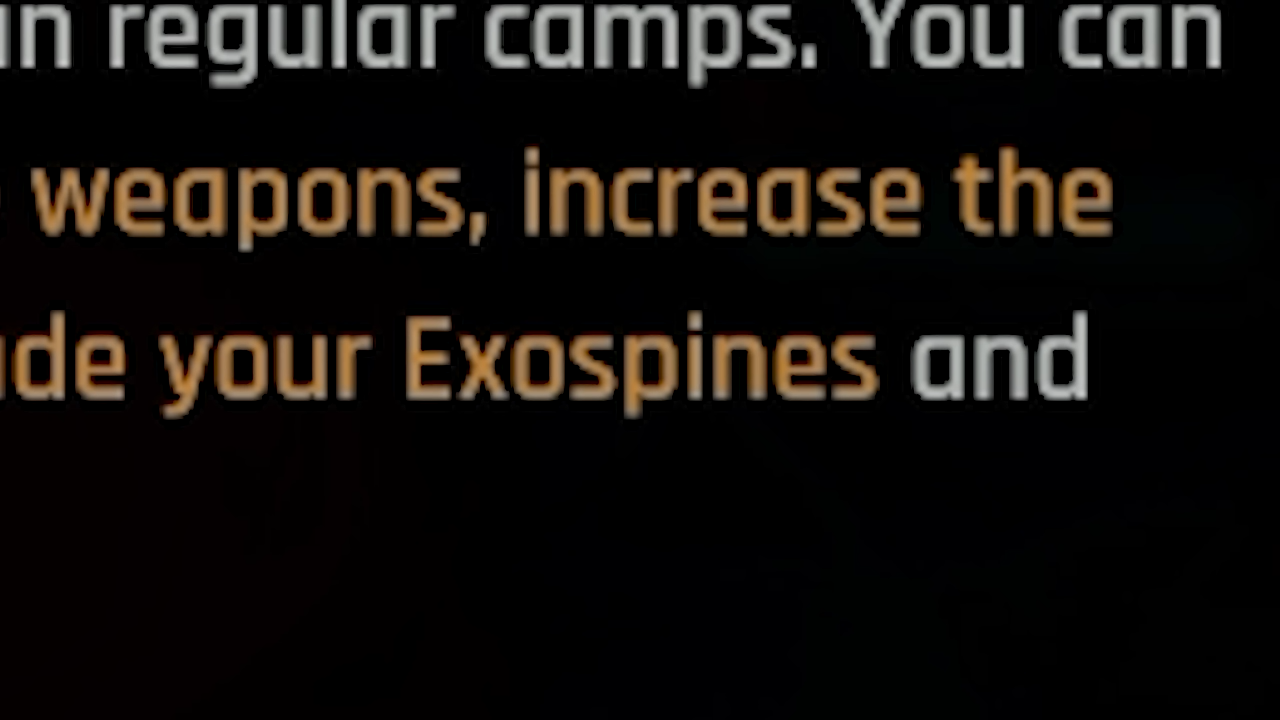 in regular camps. You can
weapons, increase the
de your Exospines and